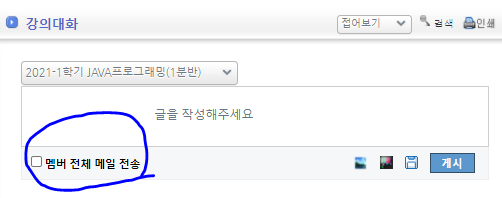 강의대화 접어보기 검색 인쇄
2021-1학기 JAVA프로그래밍(1분반)
글을 작성해주세요
멤버 전체 메일 전송 게시